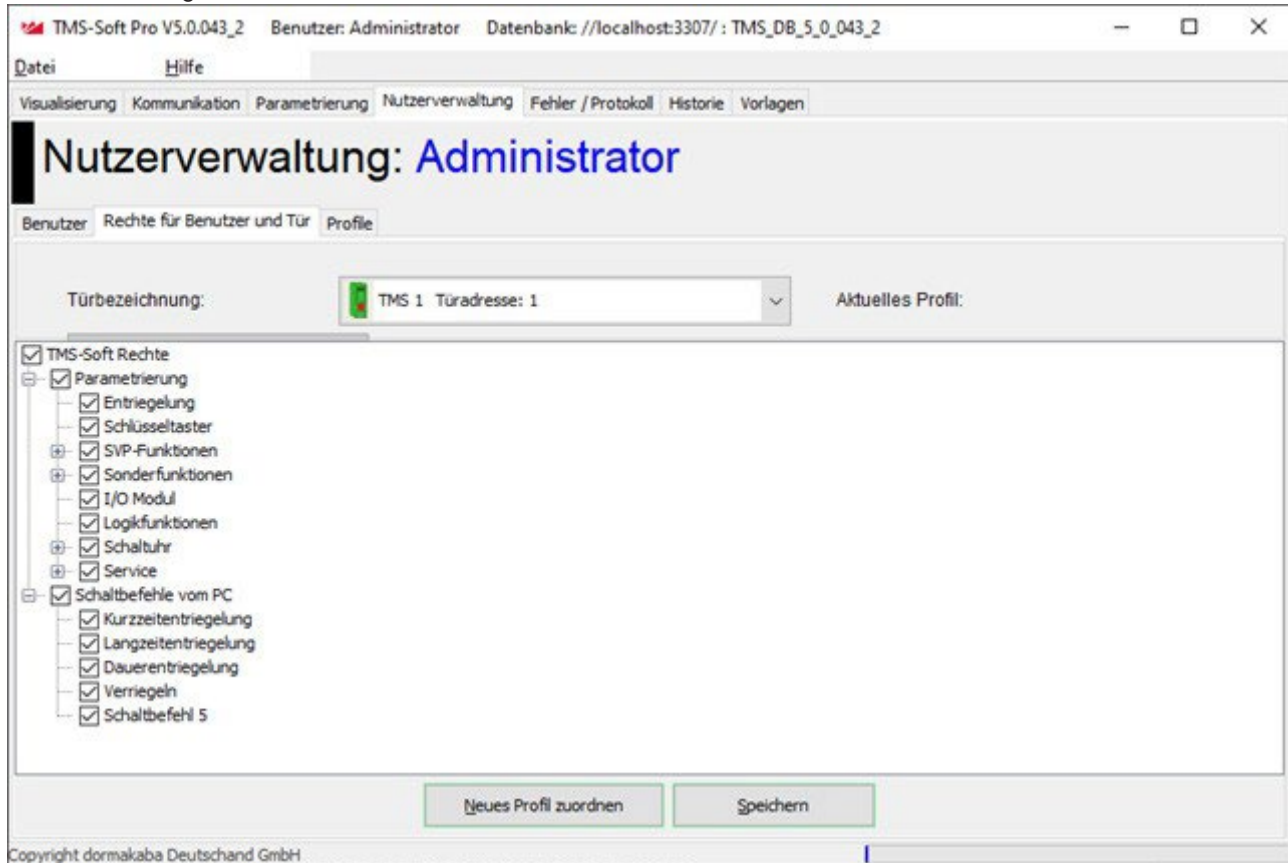 TMS-Soft Pro V5.0.043_2 Benutzer: Administrator Datenbank: //localhost:3307/ : TMS_DB_5_0_043_2
Datei Hilfe
Visualisierung Kommunikation Parametrierung Nutzerverwaltung Fehler / Protokoll Historie Vorlagen
Nutzerverwaltung: Administrator
Benutzer Rechte für Benutzer und Tür Profile
Türbezeichnung: TMS 1 Türadresse: 1 Aktuelles Profil:
TMS-Soft Rechte
Parametrierung
Entriegelung
Schlüsseltaster
SVP-Funktionen
Sonderfunktionen
I/O Modul
Logikfunktionen
Schaltuhr
Service
Schaltbefehle vom PC
Kurzzeitentriegelung
Langzeitentriegelung
Dauerentriegelung
Verriegeln
Schaltbefehl 5
Neues Profil zuordnen Speichern
Copyright dormakaba Deutschand GmbH